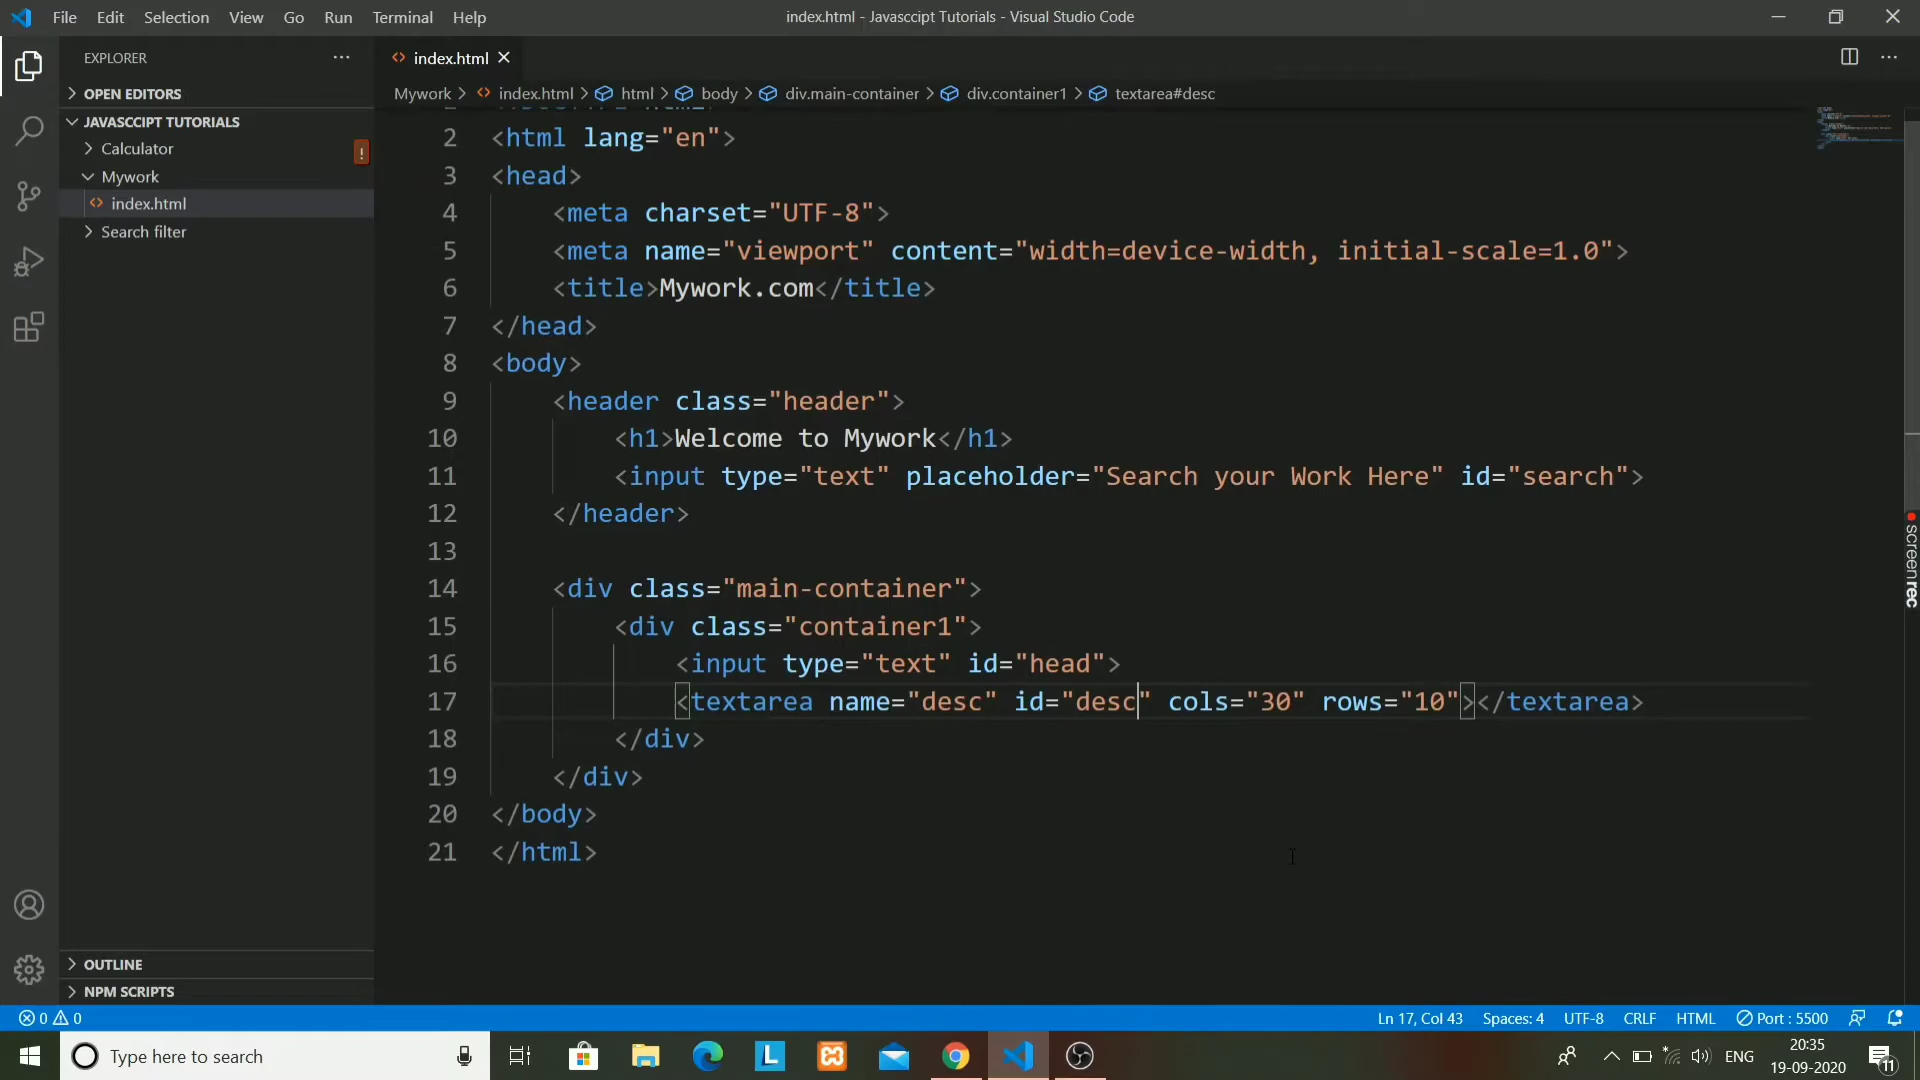 File Edit Selection View Go Run Terminal Help
index.html - Javasccipt Tutorials - Visual Studio Code
EXPLORER
OPEN EDITORS
JAVASCCIPT TUTORIALS
Calculator
!
Mywork
index.html
Search filter
OUTLINE
NPM SCRIPTS
index.html
Mywork > index.html > html > body > div.main-container > div.container1 > textarea#desc
2 <html lang="en">
3 <head>
4 <meta charset="UTF-8">
5 <meta name="viewport" content="width=device-width, initial-scale=1.0">
6 <title>Mywork.com</title>
7 </head>
8 <body>
9 <header class="header">
10 <h1>Welcome to Mywork</h1>
11 <input type="text" placeholder="Search your Work Here" id="search">
12 </header>
13
14 <div class="main-container">
15 <div class="container1">
16 <input type="text" id="head">
17 <textarea name="desc" id="desc" cols="30" rows="10"></textarea>
18 </div>
19 </div>
20 </body>
21 </html>
screenrec
0 0
Ln 17, Col 43 Spaces: 4 UTF-8 CRLF HTML Port : 5500
Type here to search
L
ENG
20:35
19-09-2020
11